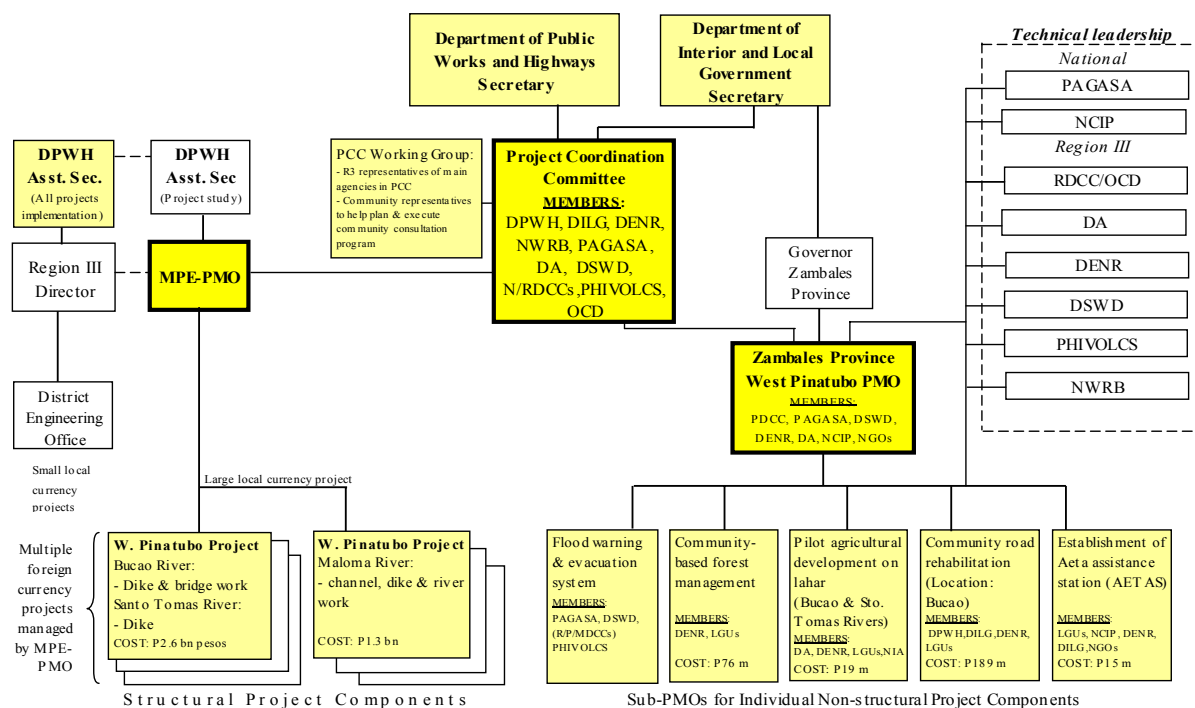 Department of Public
Works and Highways
Secretary
Department of
Interior and Local
Government
Secretary
Technical leadership
National
PAGASA
NCIP
Region III
RDCC/OCD
DA
DENR
DSWD
PHIVOLCS
NWRB
DPWH
Asst. Sec.
(All projects
implementation)
DPWH
Asst. Sec
(Project study)
PCC Working Group:
- R3 representatives of main
agencies in PCC
- Community representatives
to help plan & execute
community consultation
program
Project Coordination
Committee
MEMBERS:
DPWH, DILG, DENR,
NWRB, PAGASA,
DA, DSWD,
N/RDCCs,PHIVOLCS,
OCD
Governor
Zambales
Province
Region III
Director
MPE-PMO
Zambales Province
West Pinatubo PMO
MEMBERS:
PDCC, PAGASA, DSWD,
DENR, DA, NCIP, NGOs
District
Engineering
Office
Small local
currency
projects
Large local currency project
Multiple
foreign
currency
projects
managed
by MPE-
PMO
W. Pinatubo Project
Bucao River:
- Dike & bridge work
Santo Tomas River:
- Dike
COST: P2.6 bn pesos
W. Pinatubo Project
Maloma River:
- channel, dike & river
work
COST: P1.3 bn
Flood warning
& evacuation
system
MEMBERS:
PAGASA, DSWD,
(R/P/MDCCs)
PHIVOLCS
Community-
based forest
management
MEMBERS:
DENR, LGUs
COST: P76 m
Pilot agricultural
development on
lahar
(Bucao & Sto.
Tomas Rivers)
MEMBERS:
DA, DENR, LGUs,NIA
COST: P19 m
Community road
rehabilitation
(Location:
Bucao)
MEMBERS:
DPWH,DILG,DENR,
LGUs
COST: P189 m
Establishment of
Aeta assistance
station (AETAS)
MEMBERS:
LGUs, NCIP, DENR,
DILG,NGOs
COST: P15 m
Structural Project Components
Sub-PMOs for Individual Non-structural Project Components